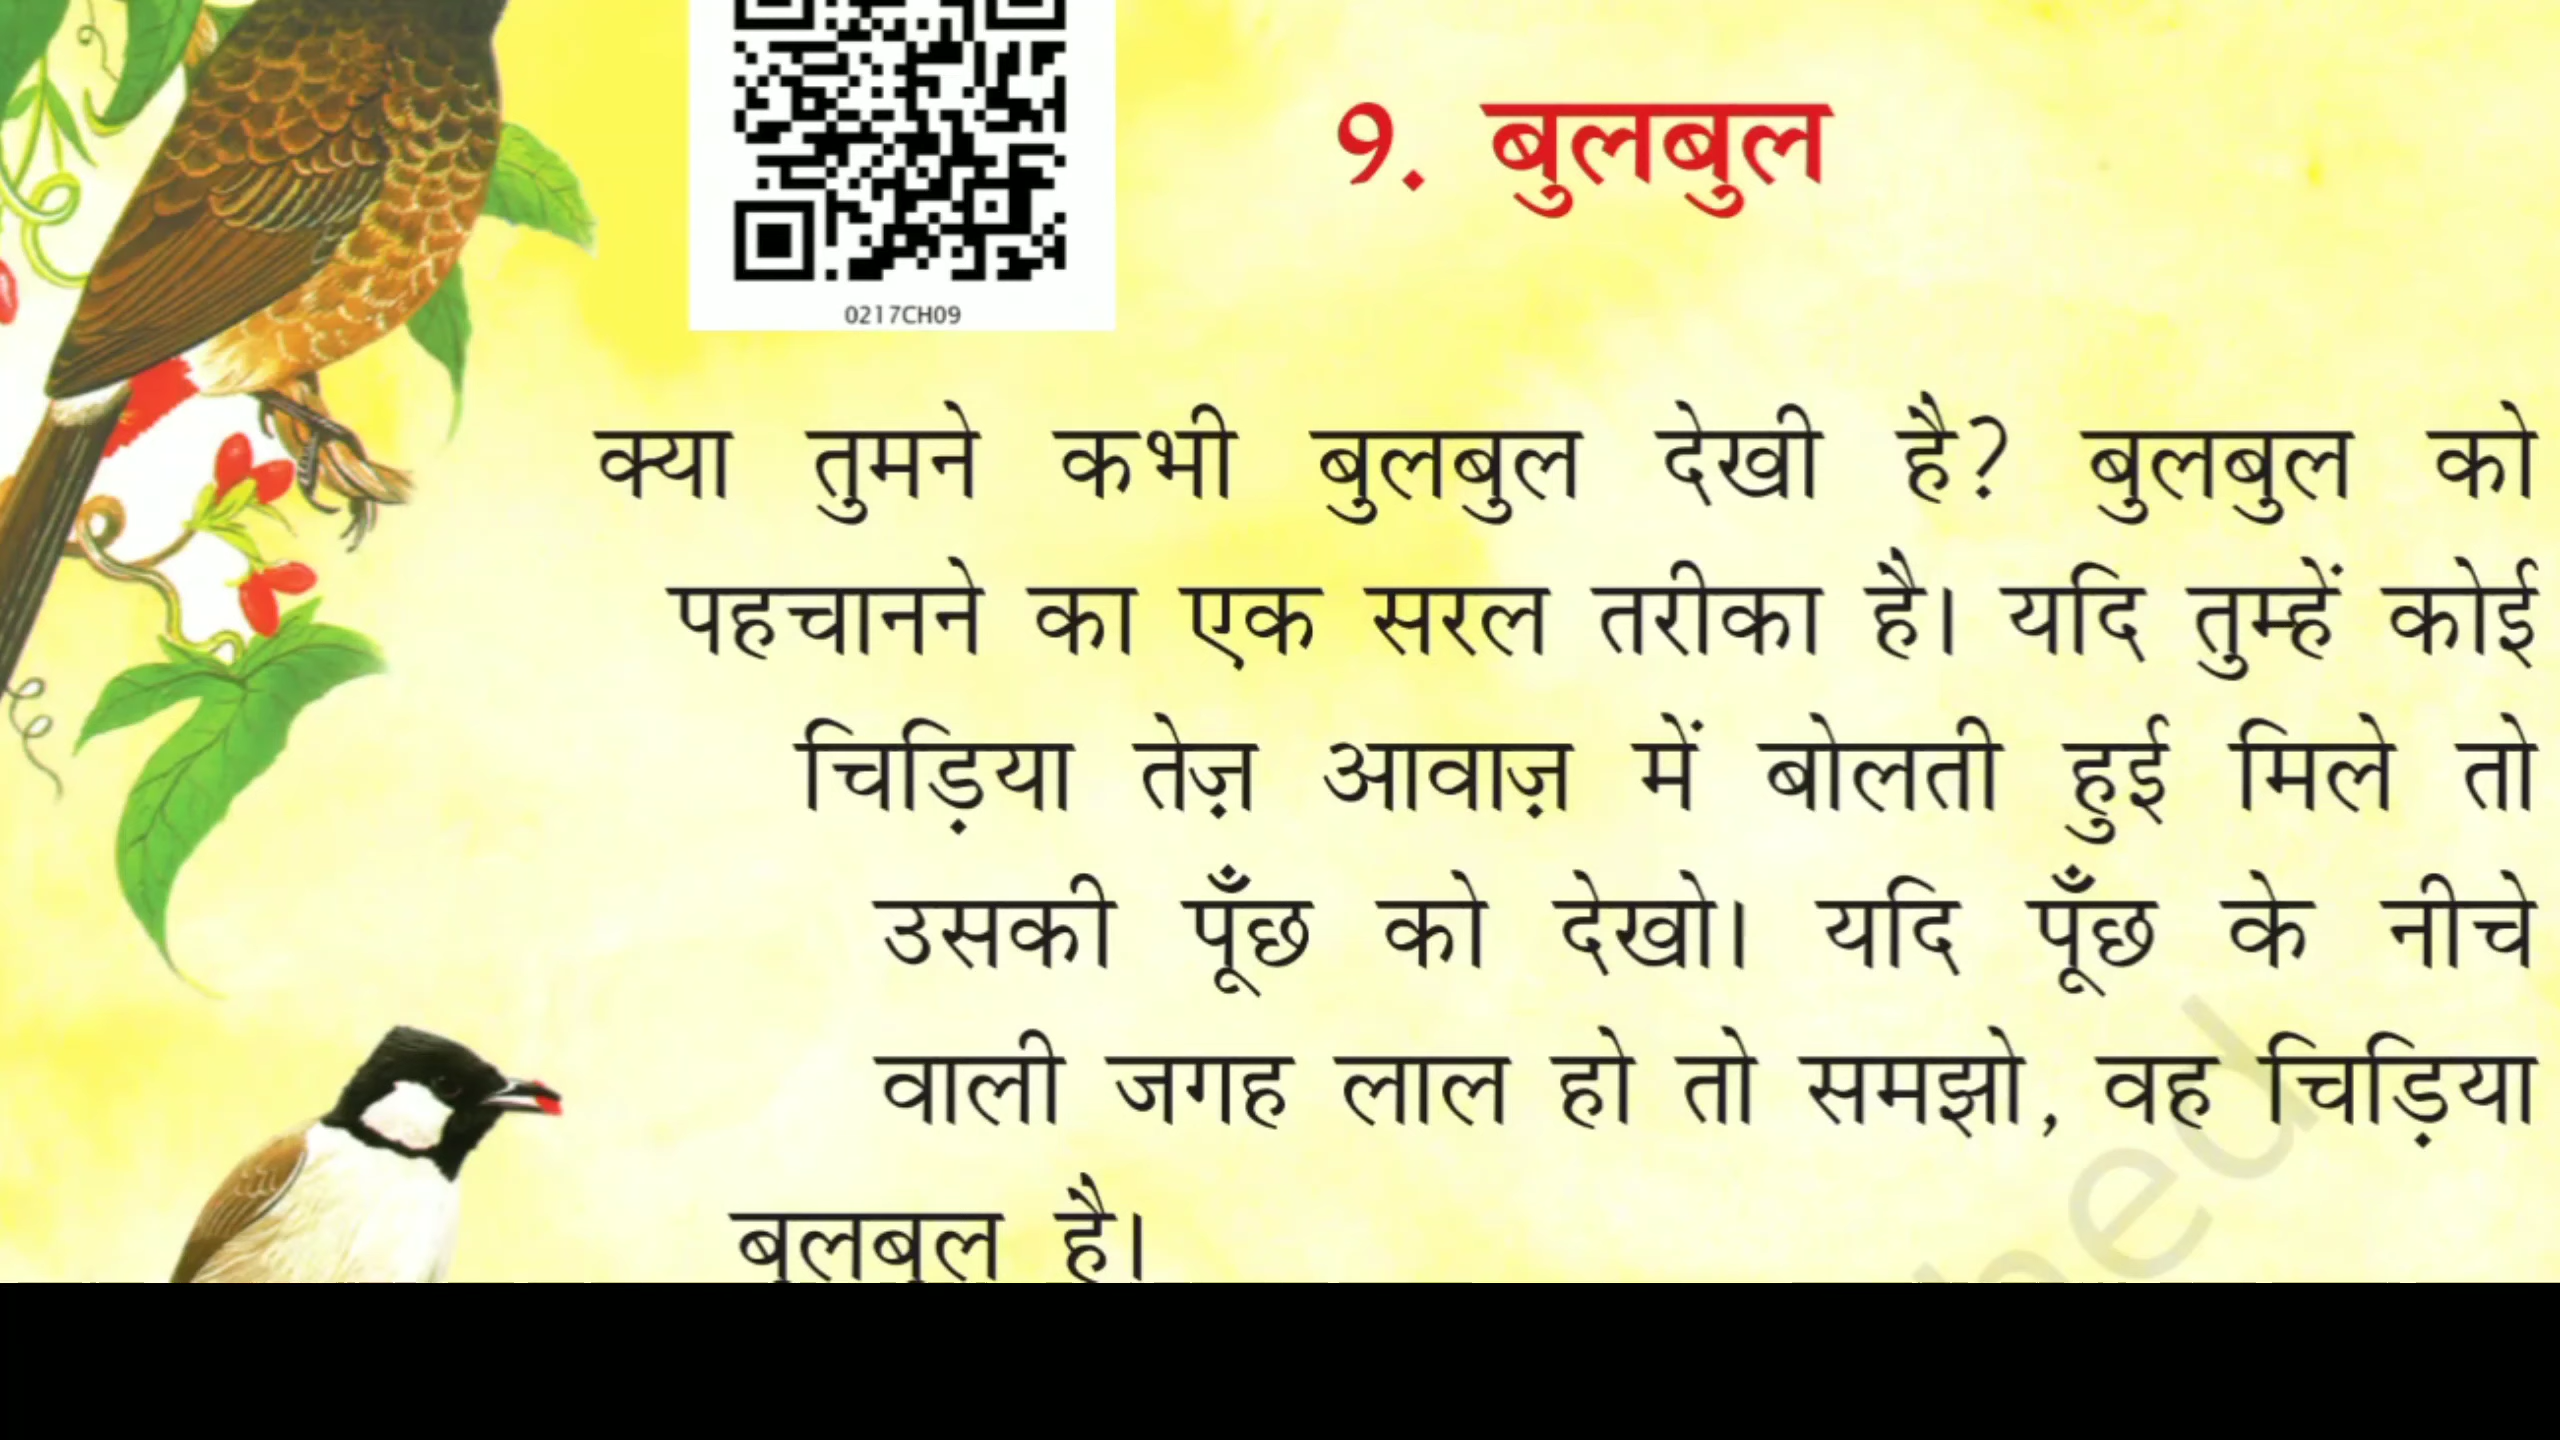 9. बुलबुल
0217CH09
क्या तुमने कभी बुलबुल देखी है? बुलबुल को
पहचानने का एक सरल तरीका है। यदि तुम्हें कोई
चिड़िया तेज़ आवाज़ में बोलती हुई मिले तो
उसकी पूँछ को देखो। यदि पूँछ के नीचे
वाली जगह लाल हो तो समझो, वह चिड़िया
बुलबुल है।